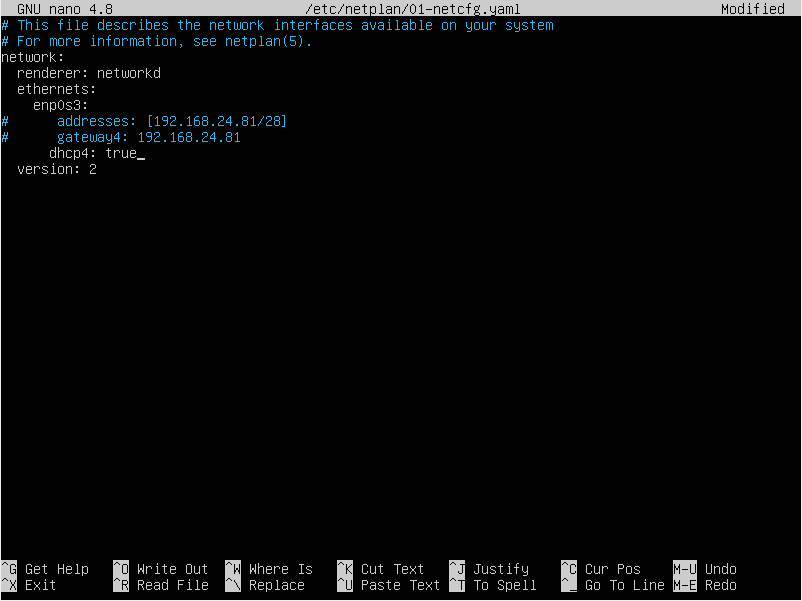 GNU nano 4.8 /etc/netplan/01-netcfg.yaml Modified
# This file describes the network interfaces available on your system
# For more information, see netplan(5).
network:
  renderer: networkd
  ethernets:
    enp0s3:
#      addresses: [192.168.24.81/28]
#      gateway4: 192.168.24.81
      dhcp4: true_
  version: 2
^G Get Help ^O Write Out ^W Where Is ^K Cut Text ^J Justify ^C Cur Pos M-U Undo
^X Exit ^R Read File ^\ Replace ^U Paste Text ^T To Spell ^_ Go To Line M-E Redo